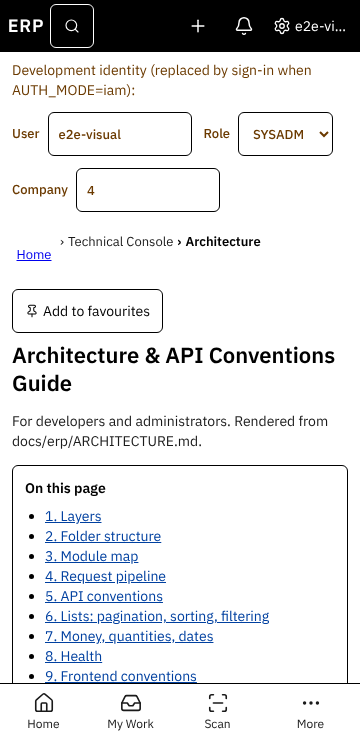 ERP
e2e-vi...
Development identity (replaced by sign-in when
AUTH_MODE=iam):
User e2e-visual Role SYSADM
Company 4
Home › Technical Console › Architecture
Add to favourites
Architecture & API Conventions
Guide
For developers and administrators. Rendered from
docs/erp/ARCHITECTURE.md.
On this page
1. Layers
2. Folder structure
3. Module map
4. Request pipeline
5. API conventions
6. Lists: pagination, sorting, filtering
7. Money, quantities, dates
8. Health
9. Frontend conventions
Home My Work Scan More